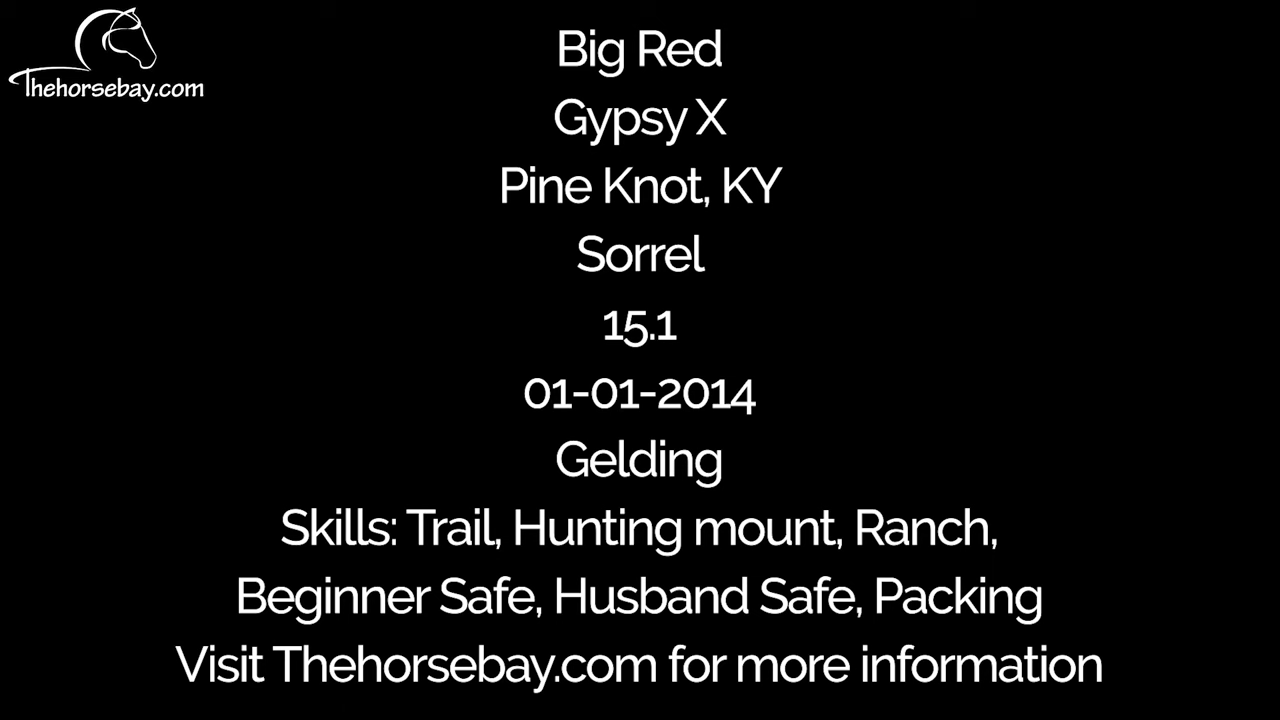 Thehorsebay.com
Big Red
Gypsy X
Pine Knot, KY
Sorrel
15.1
01-01-2014
Gelding
Skills: Trail, Hunting mount, Ranch,
Beginner Safe, Husband Safe, Packing
Visit Thehorsebay.com for more information